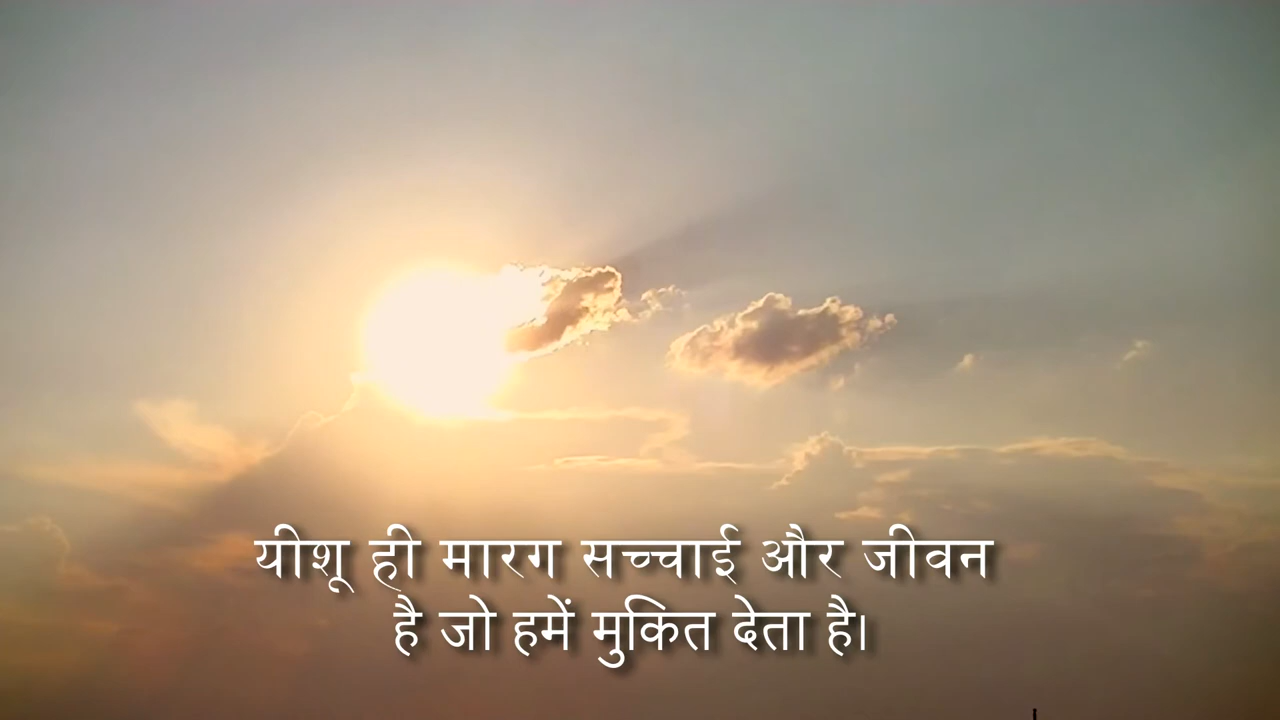 यीशू ही मारग सच्चाई और जीवन
है जो हमें मुकित देता है।